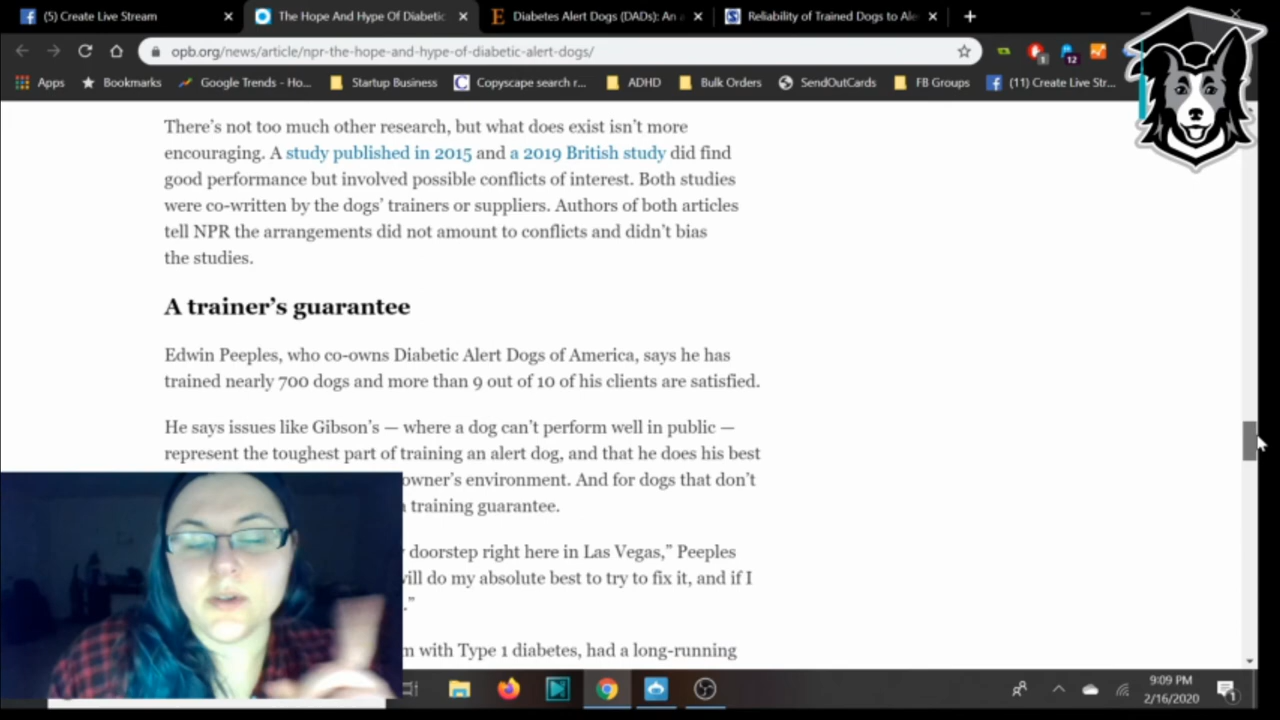 (5) Create Live Stream
The Hope And Hype Of Diabetic
Diabetes Alert Dogs (DADs): An
Reliability of Trained Dogs to Ale
opb.org/news/article/npr-the-hope-and-hype-of-diabetic-alert-dogs/
1
12
Apps
Bookmarks
Google Trends - Ho...
Startup Business
Copyscape search r...
ADHD
Bulk Orders
SendOutCards
FB Groups
(11) Create Live Str...
There's not too much other research, but what does exist isn't more
encouraging. A study published in 2015 and a 2019 British study did find
good performance but involved possible conflicts of interest. Both studies
were co-written by the dogs' trainers or suppliers. Authors of both articles
tell NPR the arrangements did not amount to conflicts and didn't bias
the studies.
A trainer's guarantee
Edwin Peeples, who co-owns Diabetic Alert Dogs of America, says he has
trained nearly 700 dogs and more than 9 out of 10 of his clients are satisfied.
He says issues like Gibson's — where a dog can't perform well in public —
represent the toughest part of training an alert dog, and that he does his best
owner's environment. And for dogs that don't
training guarantee.
doorstep right here in Las Vegas,” Peeples
will do my absolute best to try to fix it, and if I
.”
with Type 1 diabetes, had a long-running
9:09 PM
2/16/2020
1